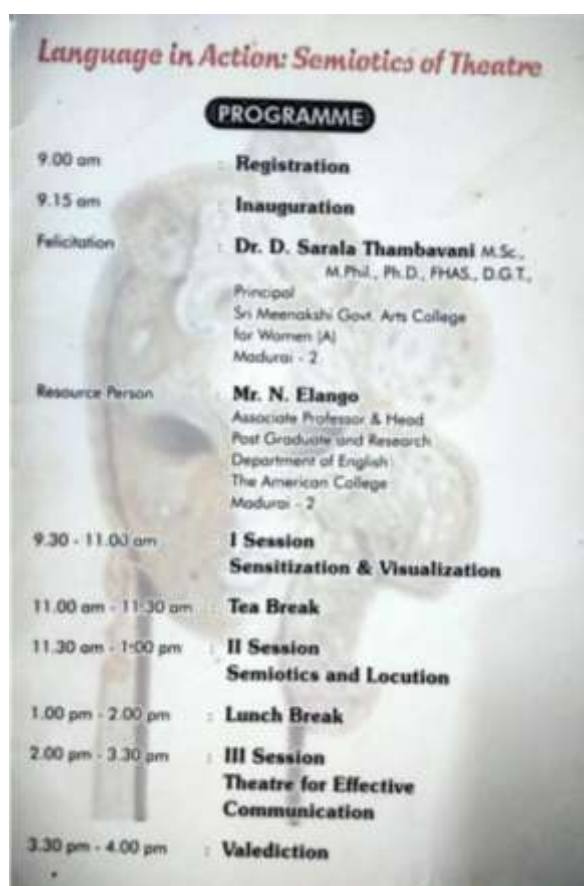 Language in Action: Semiotics of Theatre
PROGRAMME
9.00 am : Registration
9.15 am : Inauguration
Felicitation : Dr. D. Sarala Thambavani M.Sc.,
M.Phil., Ph.D., FHAS., D.G.T.,
Principal
Sri Meenakshi Govt. Arts College
for Women (A)
Madurai - 2
Resource Person : Mr. N. Elango
Associate Professor & Head
Post Graduate and Research
Department of English
The American College
Madurai - 2
9.30 - 11.00 am : I Session
Sensitization & Visualization
11.00 am - 11.30 am : Tea Break
11.30 am - 1.00 pm : II Session
Semiotics and Locution
1.00 pm - 2.00 pm : Lunch Break
2.00 pm - 3.30 pm : III Session
Theatre for Effective
Communication
3.30 pm - 4.00 pm : Valediction